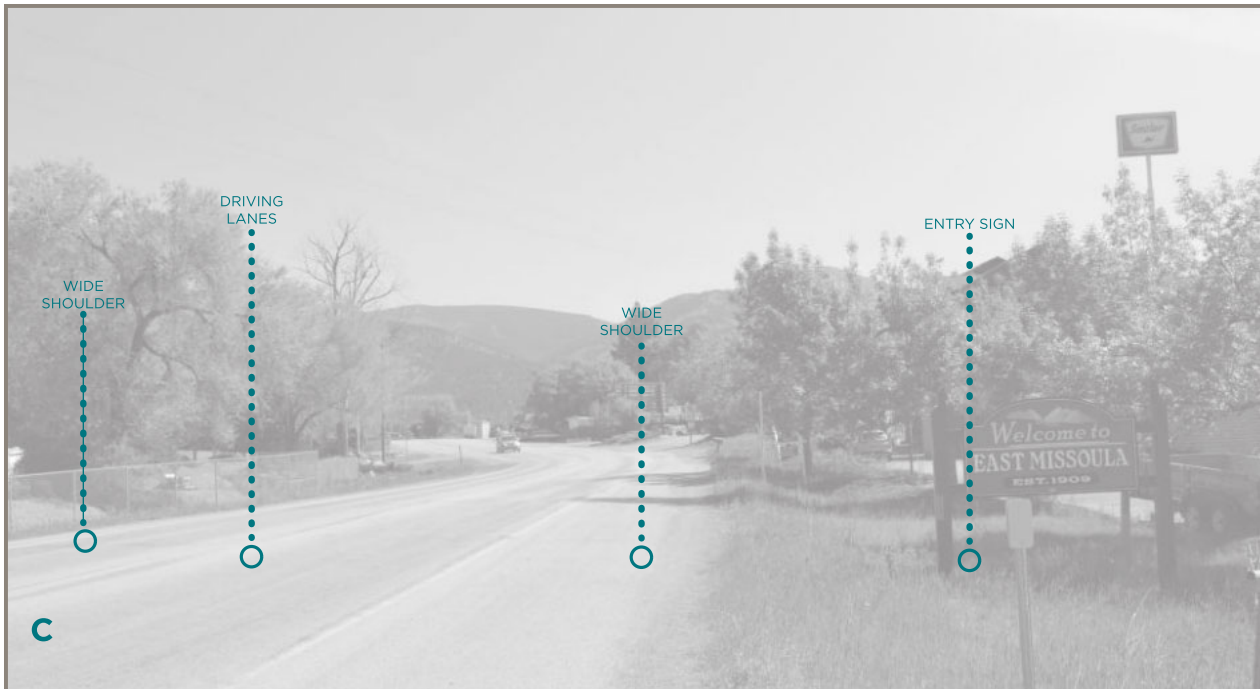 DRIVING
LANES
ENTRY SIGN
WIDE
SHOULDER
WIDE
SHOULDER
Welcome to
EAST MISSOULA
EST.1909
C